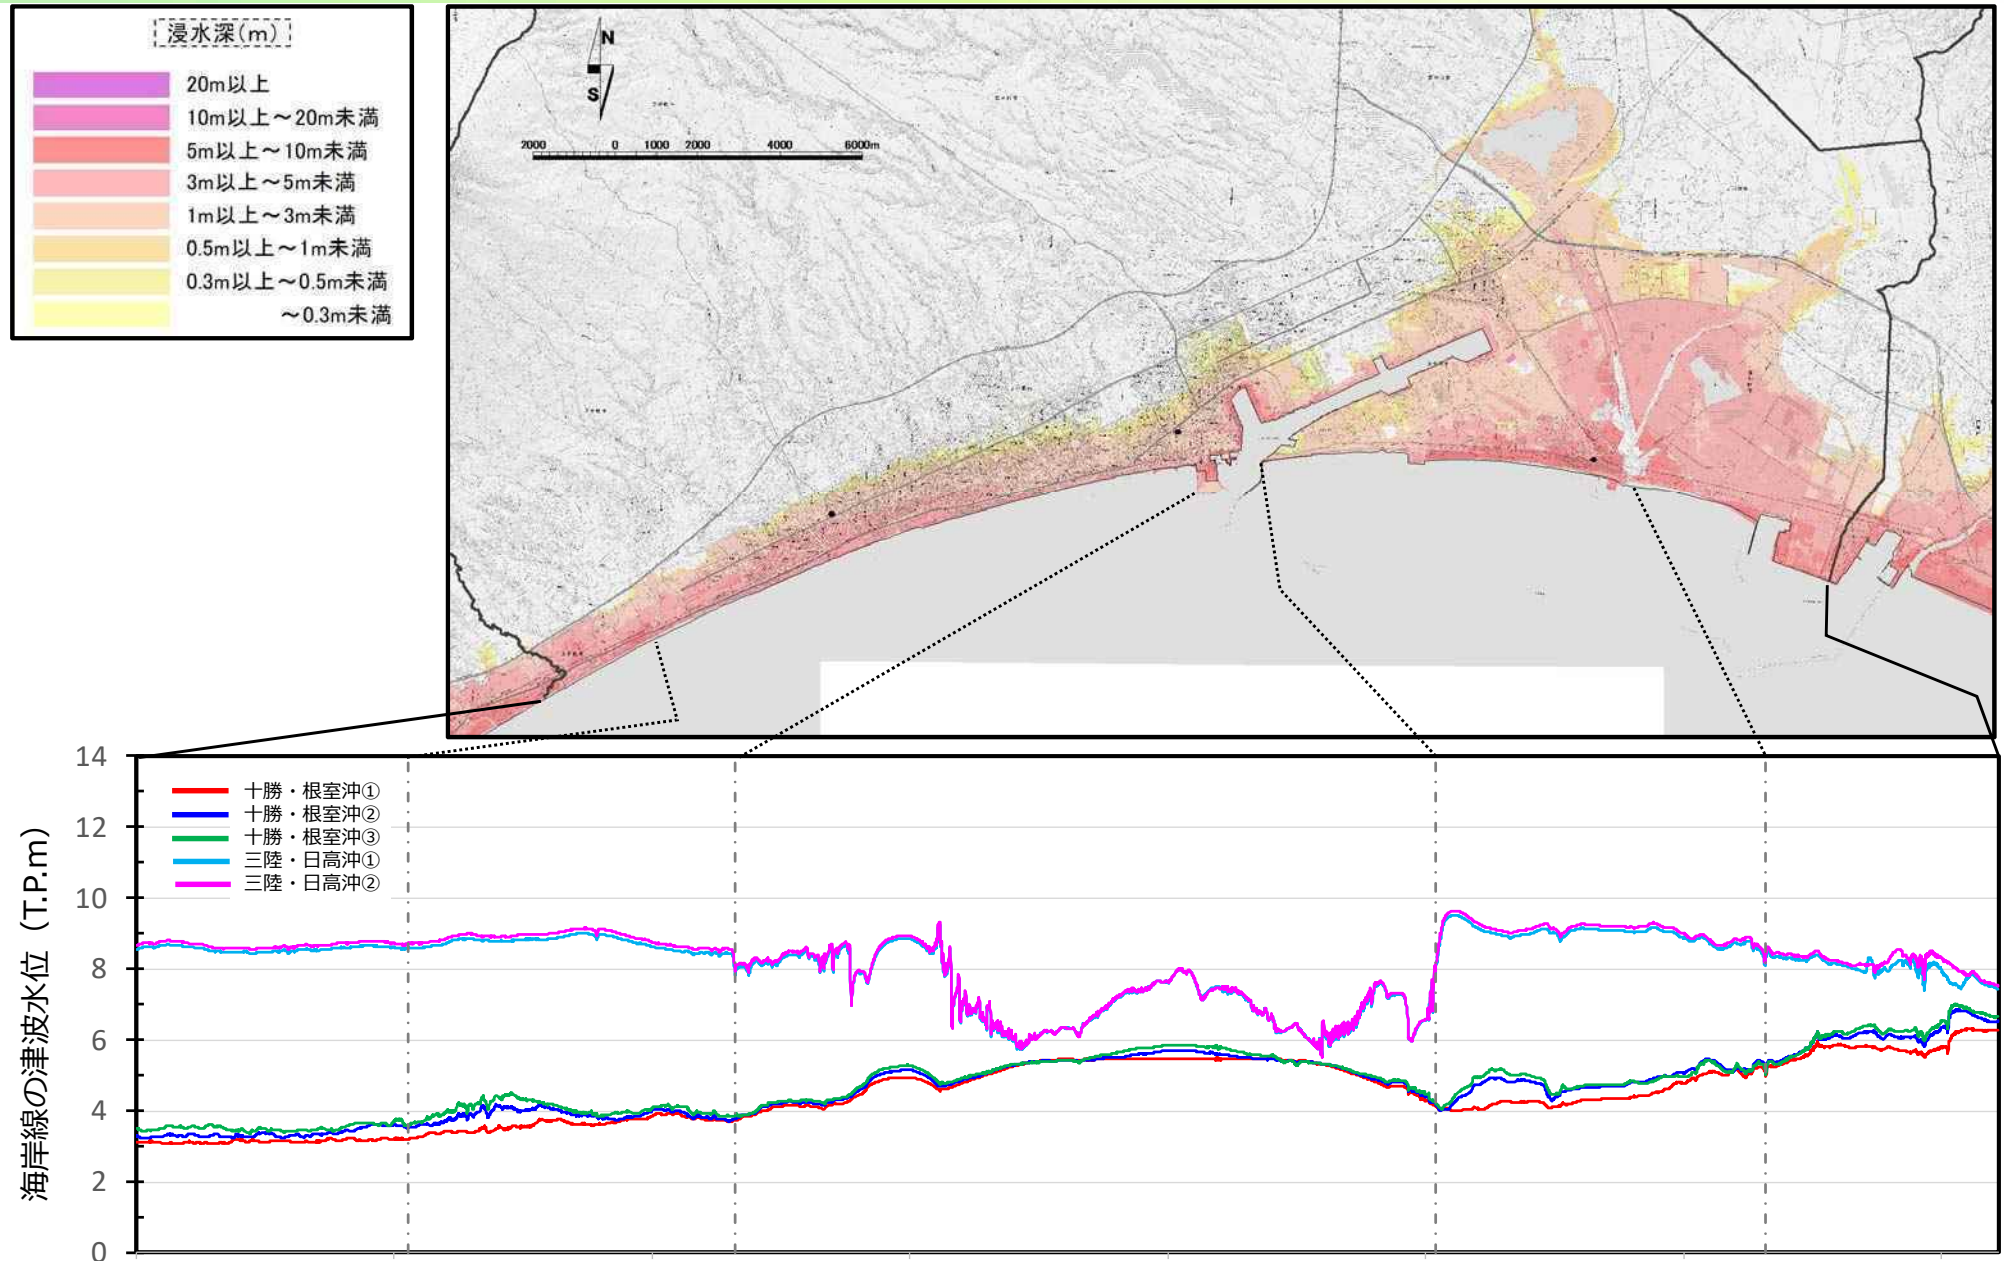 浸水深(m)
20m以上
10m以上～20m未満
5m以上～10m未満
3m以上～5m未満
1m以上～3m未満
0.5m以上～1m未満
0.3m以上～0.5m未満
～0.3m未満
N
S
2000 0 1000 2000 4000 6000m
海岸線の津波水位 (T.P.m)
14
12
10
8
6
4
2
0
十勝・根室沖①
十勝・根室沖②
十勝・根室沖③
三陸・日高沖①
三陸・日高沖②